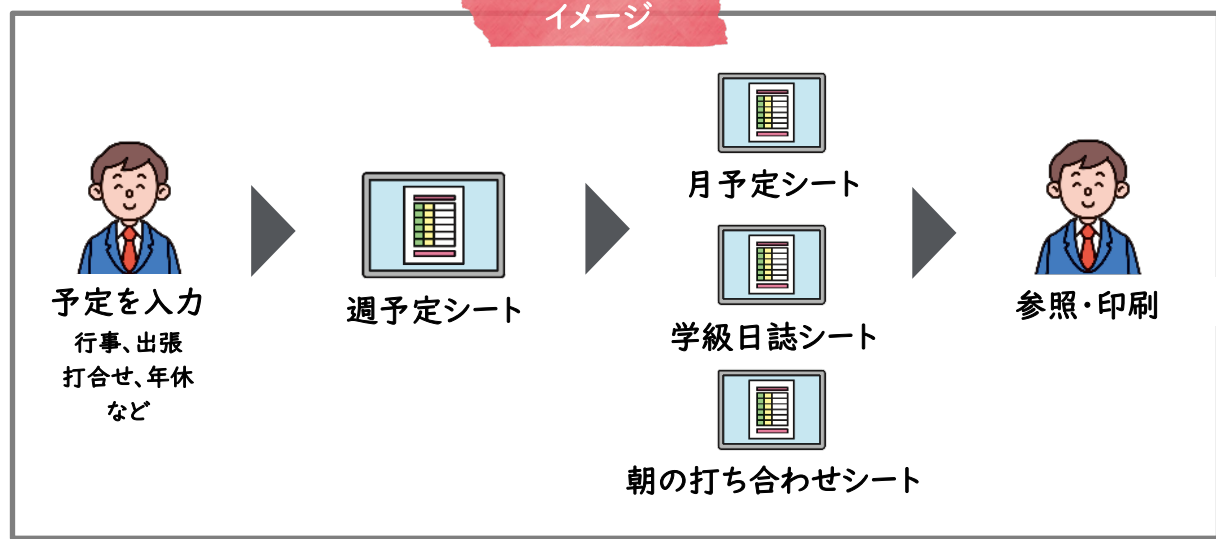 イメージ
予定を入力
行事、出張
打合せ、年休
など
週予定シート
月予定シート
学級日誌シート
朝の打ち合わせシート
参照・印刷